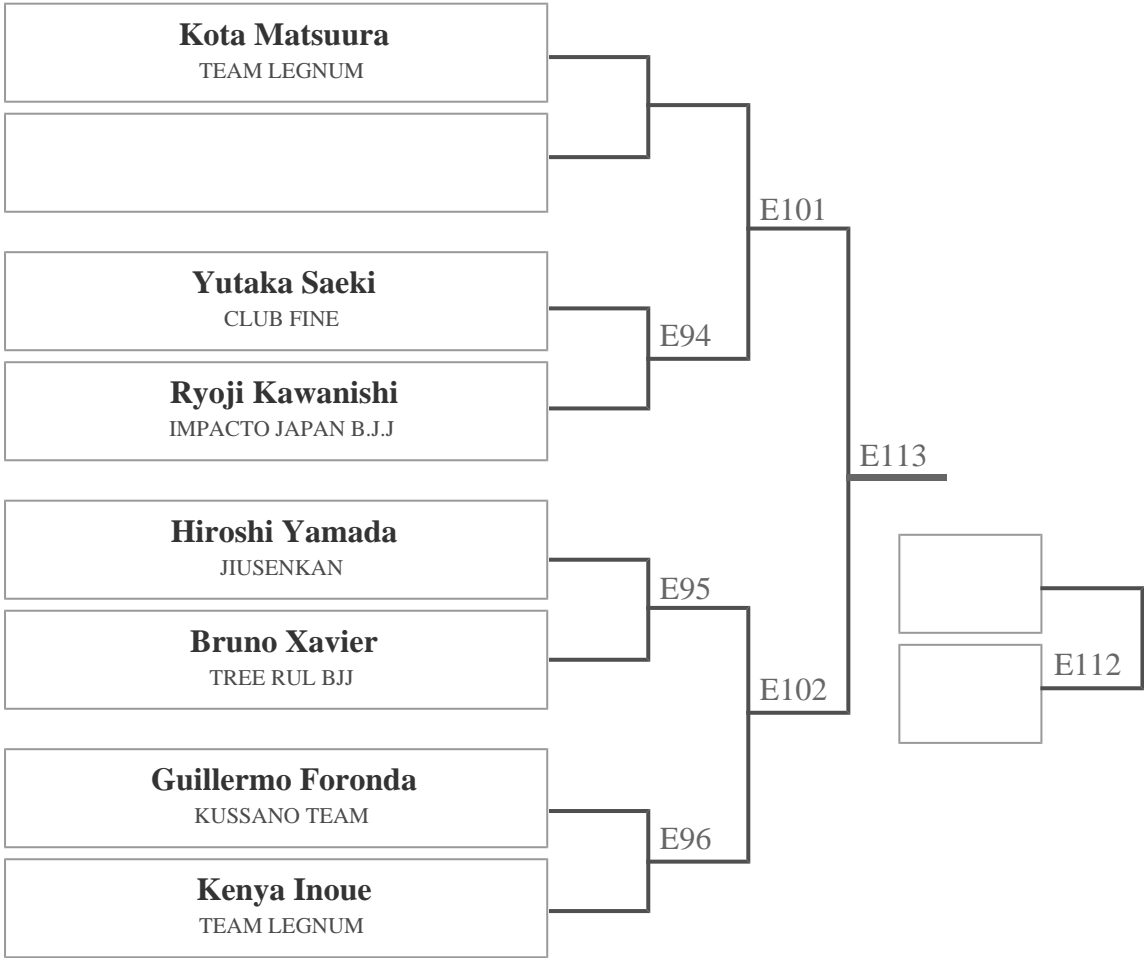 Kota Matsuura
TEAM LEGNUM
E101
Yutaka Saeki
CLUB FINE
E94
Ryoji Kawanishi
IMPACTO JAPAN B.J.J
E113
Hiroshi Yamada
JIUSENKAN
E95
Bruno Xavier
TREE RUL BJJ
E112
E102
Guillermo Foronda
KUSSANO TEAM
E96
Kenya Inoue
TEAM LEGNUM